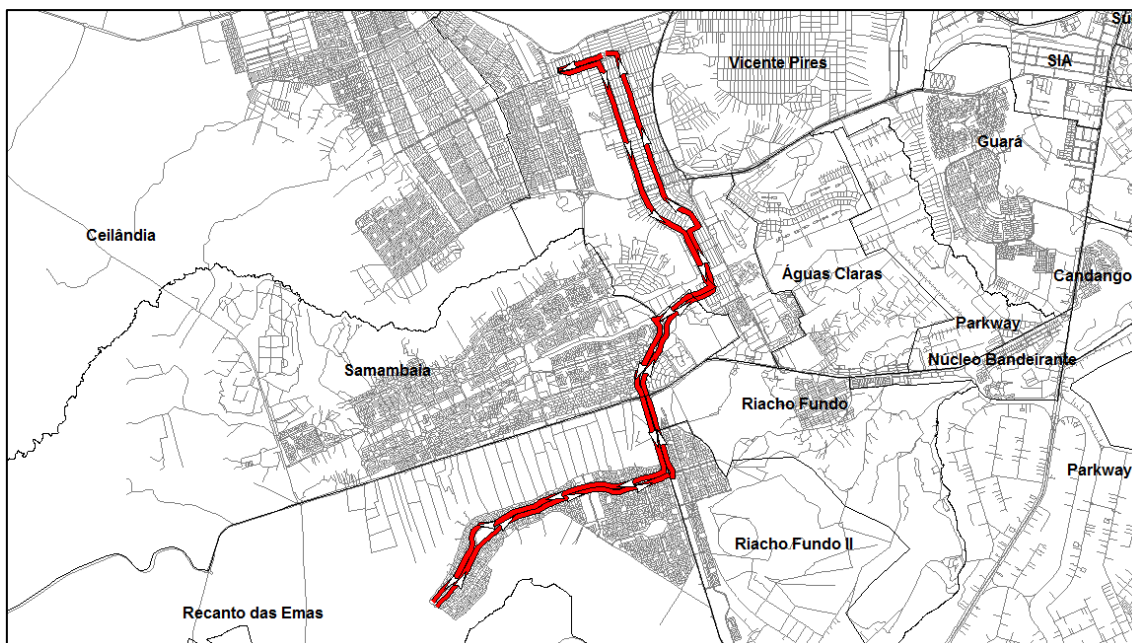 Su
Vicente Pires
SIA
Guará
Ceilândia
Águas Claras
Candango
Parkway
Núcleo Bandeirante
Samambaia
Riacho Fundo
Parkway
Riacho Fundo II
Recanto das Emas